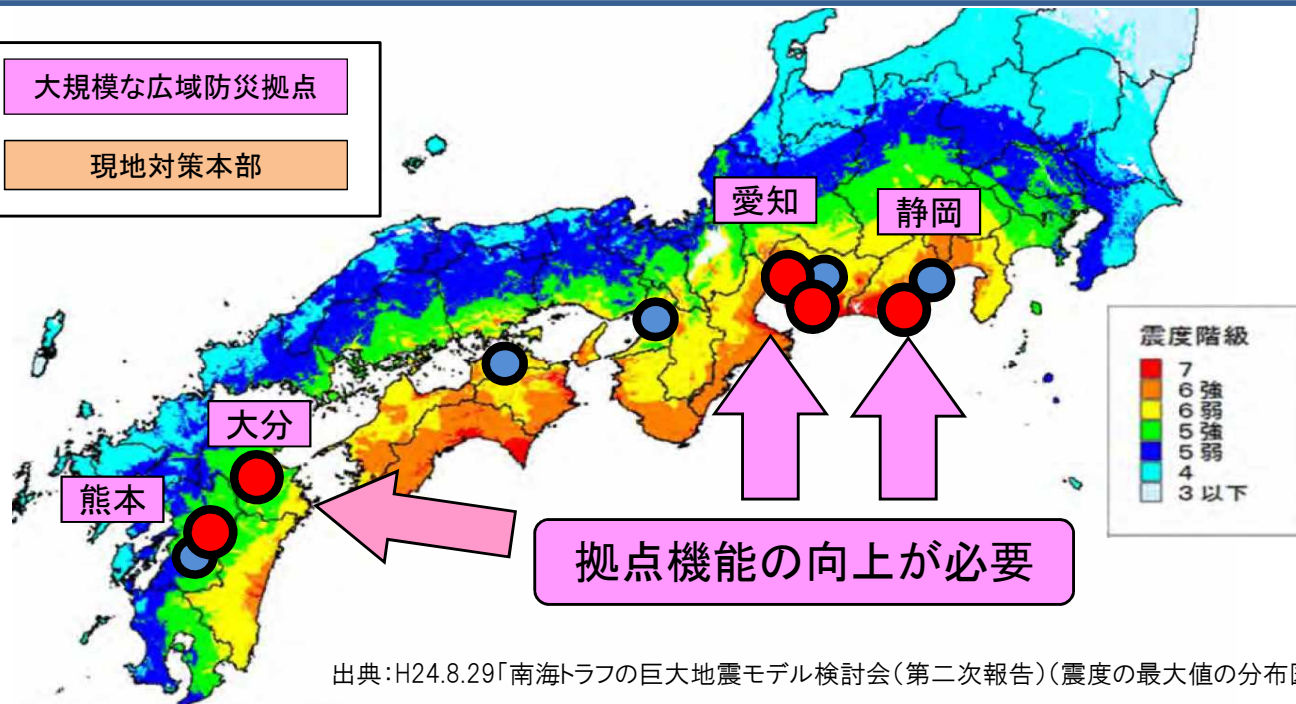 大規模な広域防災拠点
現地対策本部
愛知
静岡
大分
熊本
震度階級
7
6強
6弱
5強
5弱
4
3以下
拠点機能の向上が必要
出典:H24.8.29「南海トラフの巨大地震モデル検討会(第二次報告)(震度の最大値の分布図